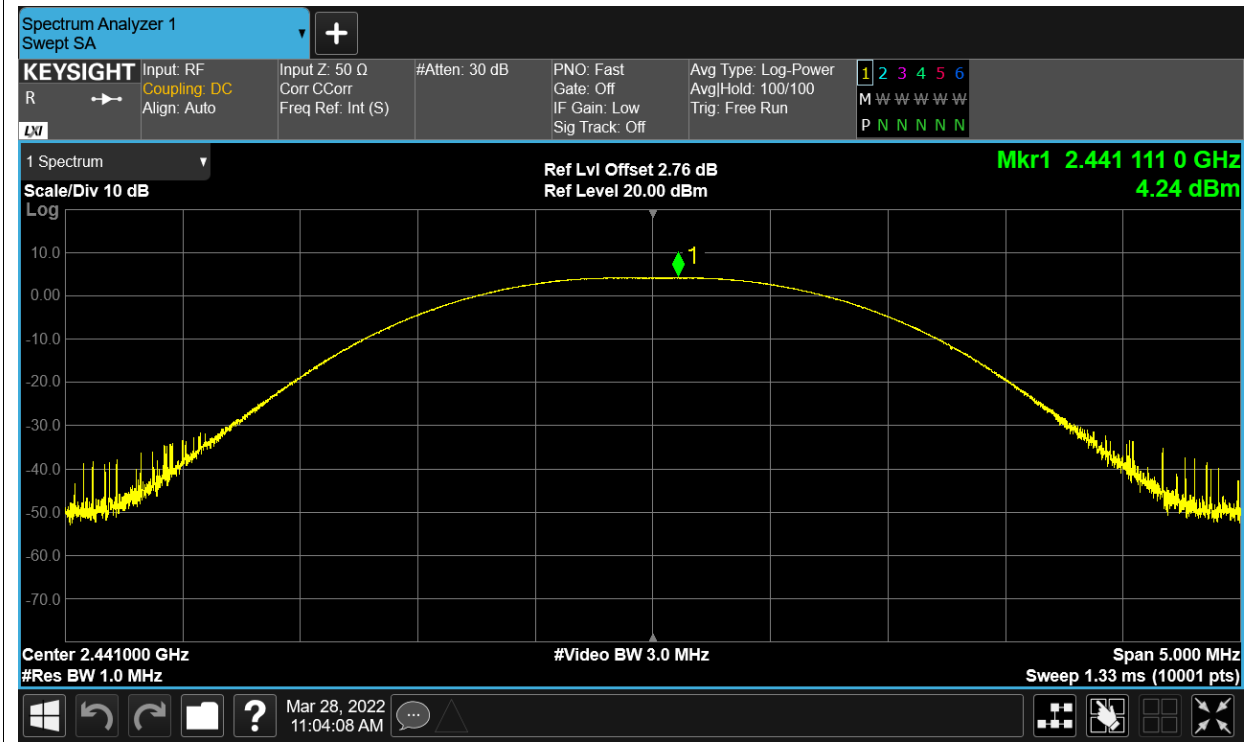 Spectrum Analyzer 1
Swept SA
+
KEYSIGHT
R
LXI
Input: RF
Coupling: DC
Align: Auto
Input Z: 50 Ω
Corr CCorr
Freq Ref: Int (S)
#Atten: 30 dB
PNO: Fast
Gate: Off
IF Gain: Low
Sig Track: Off
Avg Type: Log-Power
Avg|Hold: 100/100
Trig: Free Run
1 2 3 4 5 6
M W W W W W
P N N N N N
1 Spectrum
Scale/Div 10 dB
Log
Ref Lvl Offset 2.76 dB
Ref Level 20.00 dBm
Mkr1 2.441 111 0 GHz
4.24 dBm
1
10.0
0.00
-10.0
-20.0
-30.0
-40.0
-50.0
-60.0
-70.0
Center 2.441000 GHz
#Res BW 1.0 MHz
#Video BW 3.0 MHz
Span 5.000 MHz
Sweep 1.33 ms (10001 pts)
?
Mar 28, 2022
11:04:08 AM